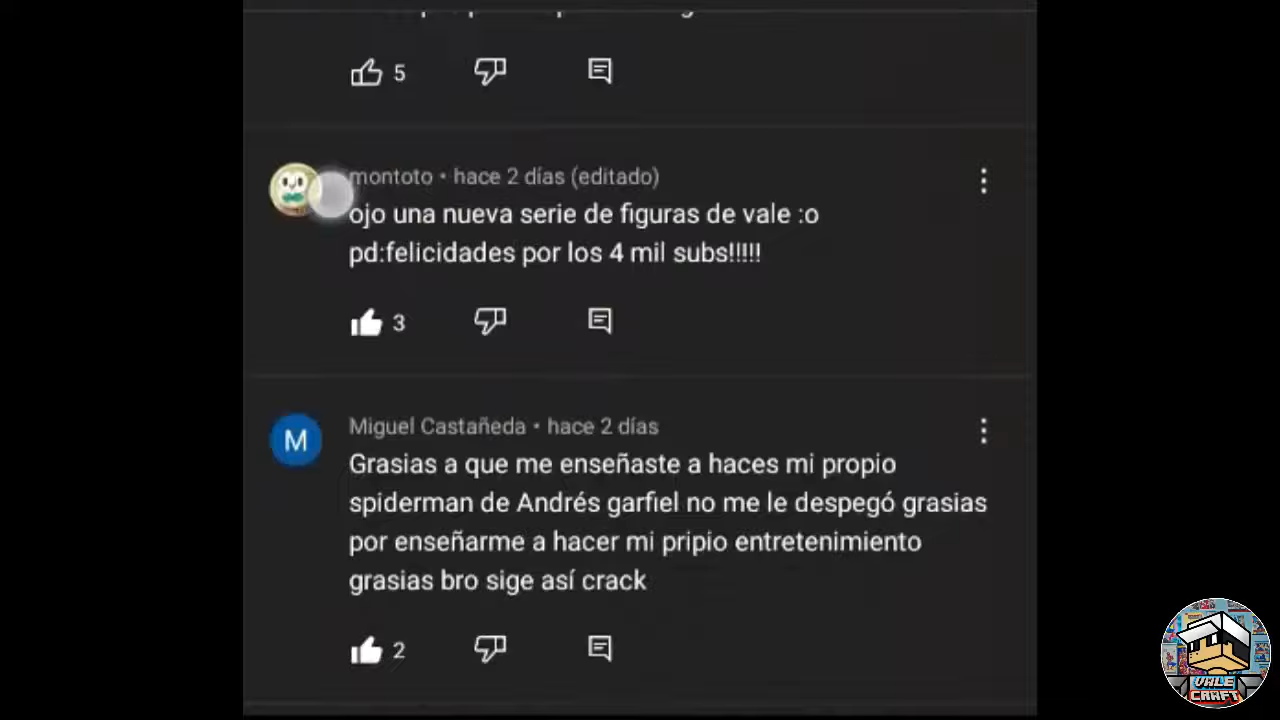 5
montoto • hace 2 días (editado)
ojo una nueva serie de figuras de vale :o
pd:felicidades por los 4 mil subs!!!!!
3
M
Miguel Castañeda • hace 2 días
Grasias a que me enseñaste a haces mi propio
spiderman de Andrés garfiel no me le despegó grasias
por enseñarme a hacer mi pripio entretenimiento
grasias bro sige así crack
2
VALE
CRAFT